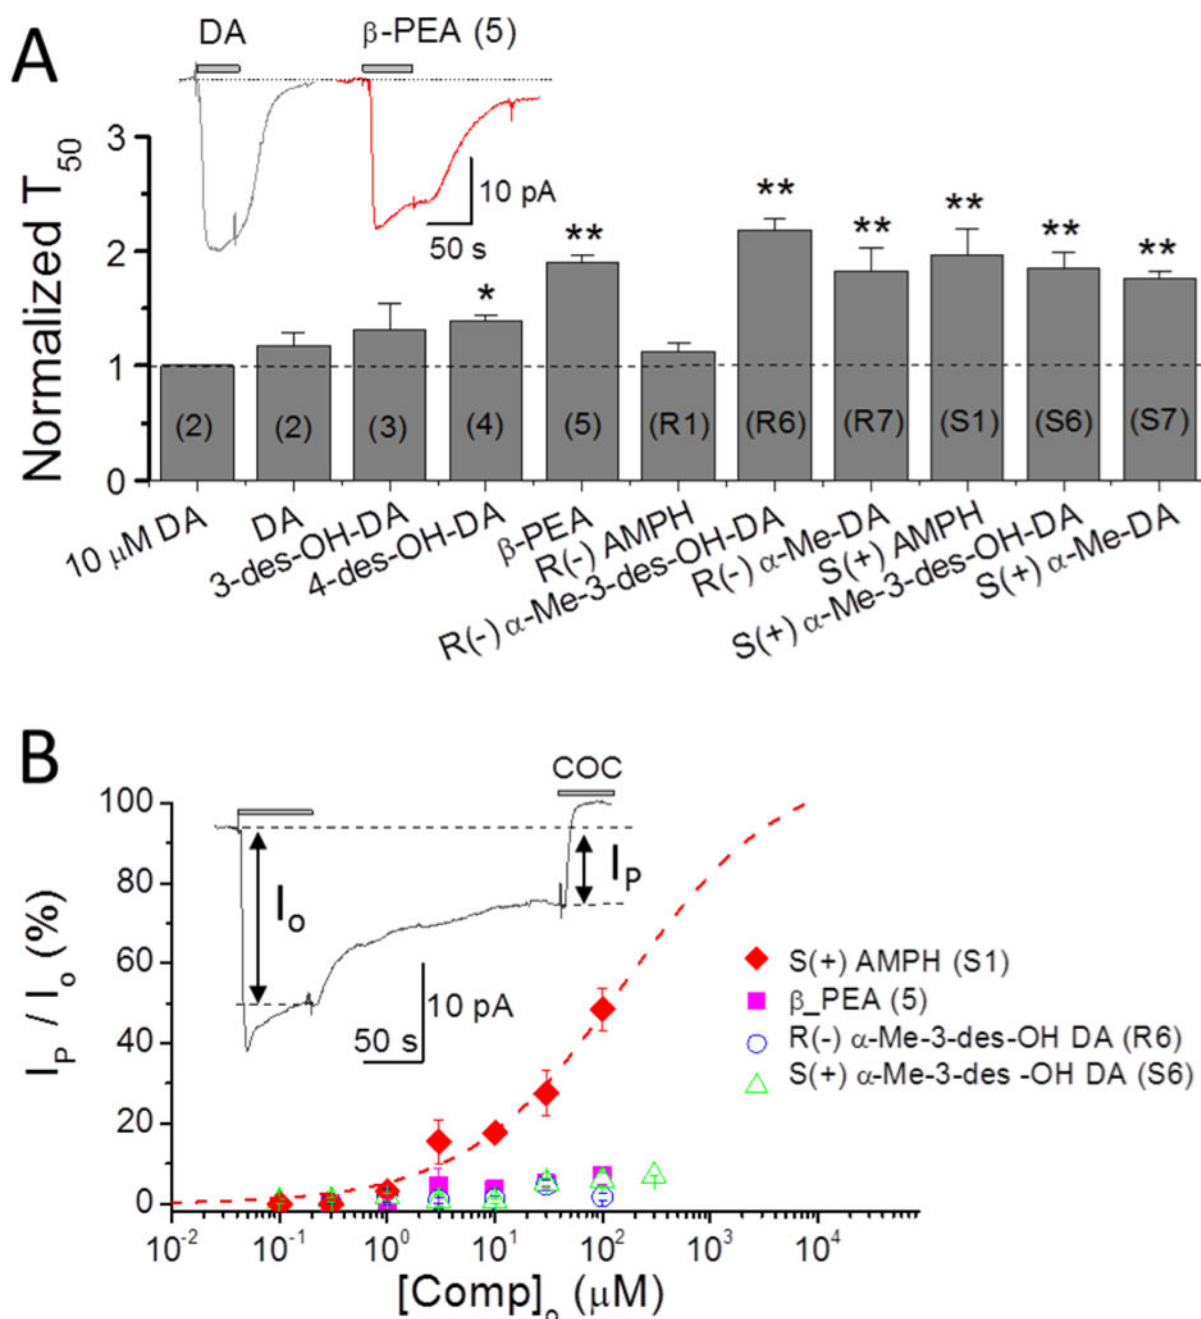 A
DA
β-PEA (5)
10 pA
50 s
Normalized T50
3
2
1
0
** ** ** ** ** **
*
(2) (2) (3) (4) (5) (R1) (R6) (R7) (S1) (S6) (S7)
10 μM DA
DA
3-des-OH-DA
4-des-OH-DA
β-PEA
R(-) AMPH
R(-) α-Me-3-des-OH-DA
R(-) α-Me-DA
S(+) AMPH
S(+) α-Me-3-des-OH-DA
S(+) α-Me-DA
B
COC
Io
IP
10 pA
50 s
IP / Io (%)
100
80
60
40
20
0
S(+) AMPH (S1)
β_PEA (5)
R(-) α-Me-3-des-OH DA (R6)
S(+) α-Me-3-des -OH DA (S6)
10-2 10-1 100 101 102 103 104
[Comp]o (μM)